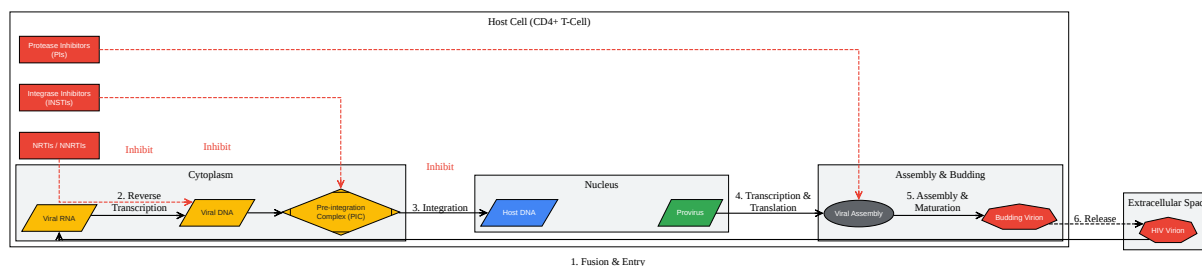 Host Cell (CD4+ T-Cell)
Protease Inhibitors
(PIs)
Integrase Inhibitors
(INSTIs)
NRTIs / NNRTIs
Inhibit
Inhibit
Inhibit
Cytoplasm
Nucleus
Assembly & Budding
Extracellular Spac
Viral RNA
2. Reverse
Transcription
Viral DNA
Pre-integration
Complex (PIC)
3. Integration
Host DNA
Provirus
4. Transcription &
Translation
Viral Assembly
5. Assembly &
Maturation
Budding Virion
6. Release
HIV Virion
1. Fusion & Entry